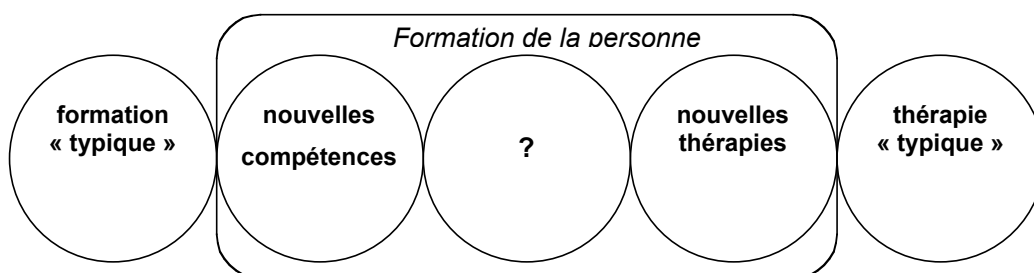 Formation de la personne
formation
« typique »
nouvelles
compétences
?
nouvelles
thérapies
thérapie
« typique »